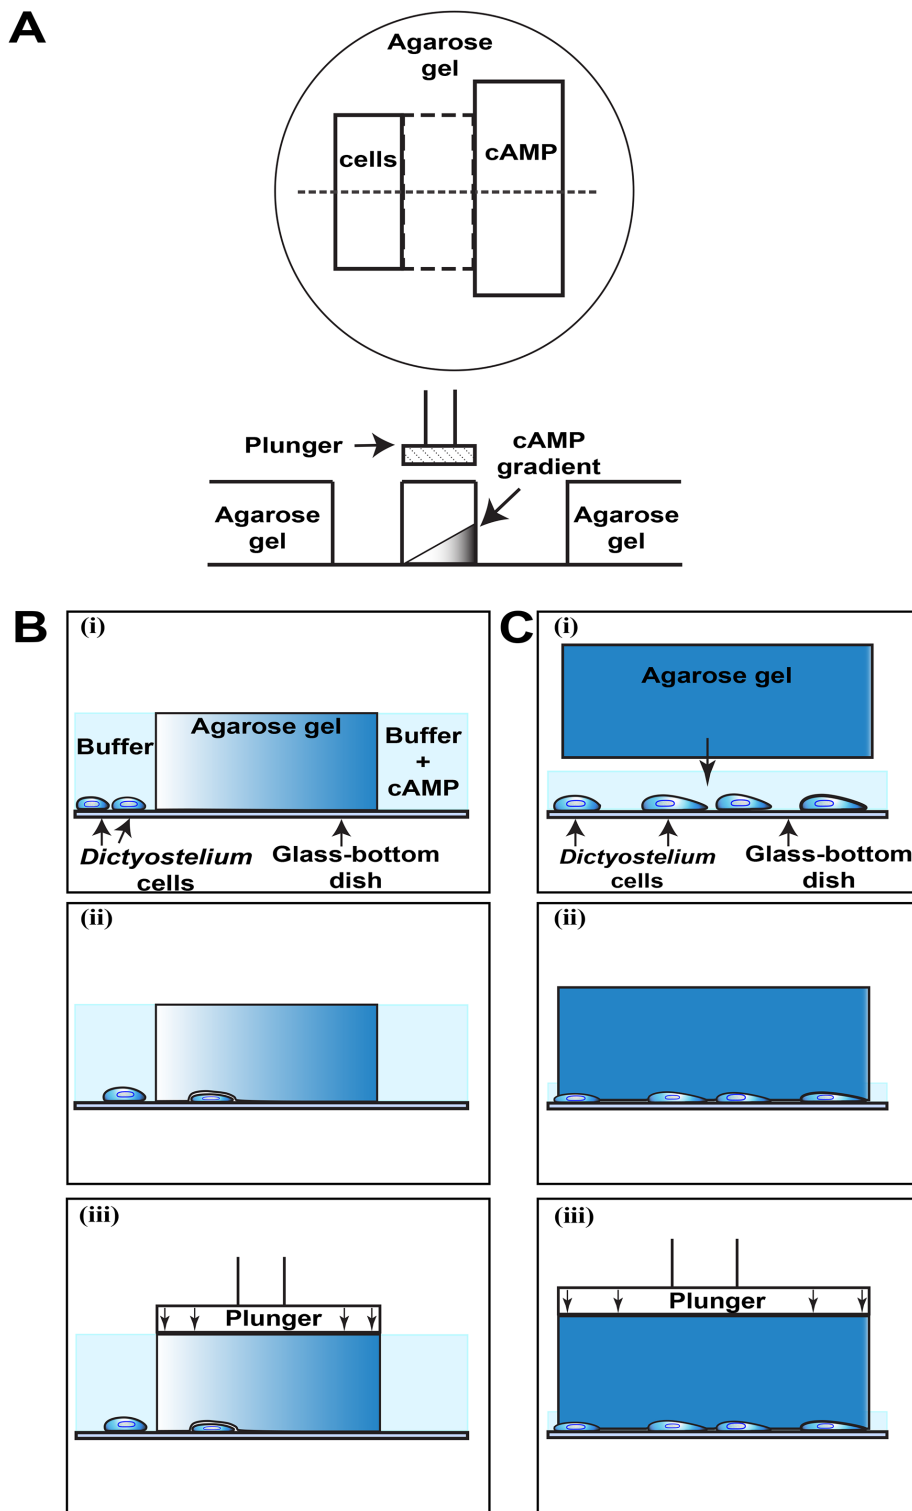 A
Agarose
gel
cells
cAMP
Plunger
cAMP
gradient
Agarose
gel
Agarose
gel
B
(i)
Buffer
Agarose gel
Buffer
+
cAMP
Dictyostelium
cells
Glass-bottom
dish
(ii)
(iii)
Plunger
C
(i)
Agarose gel
Dictyostelium
cells
Glass-bottom
dish
(ii)
(iii)
Plunger